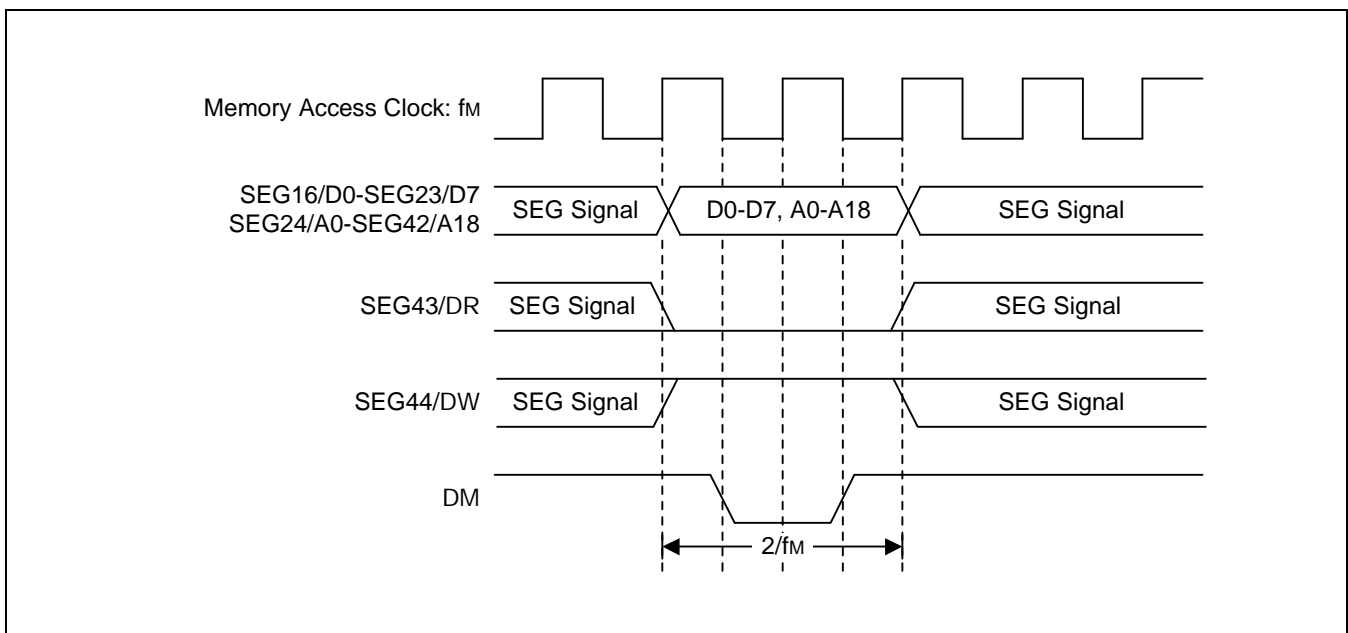 Memory Access Clock: fM
SEG16/D0-SEG23/D7
SEG24/A0-SEG42/A18
SEG Signal
D0-D7, A0-A18
SEG Signal
SEG43/DR
SEG Signal
SEG Signal
SEG44/DW
SEG Signal
SEG Signal
DM
2/fM